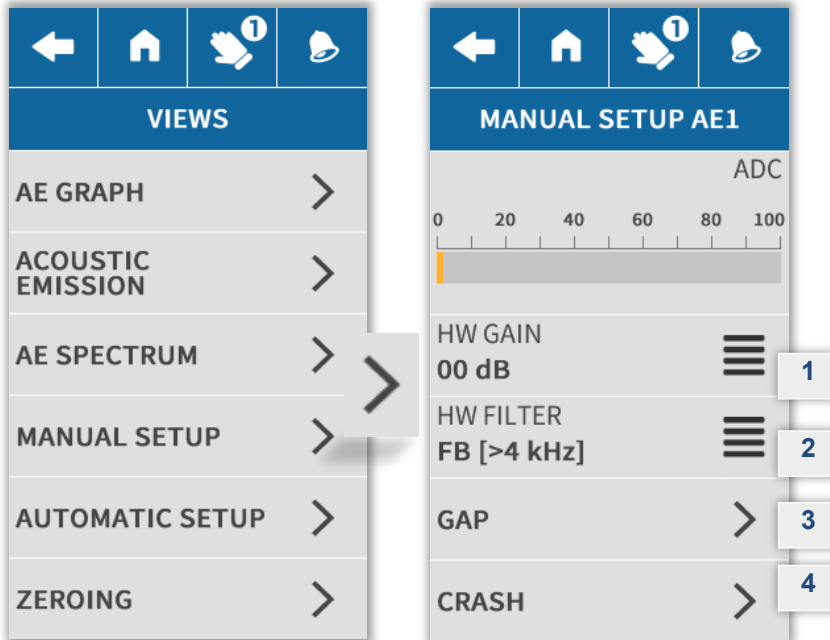 1
VIEWS
AE GRAPH
ACOUSTIC
EMISSION
AE SPECTRUM
MANUAL SETUP
AUTOMATIC SETUP
ZEROING
1
MANUAL SETUP AE1
ADC
0 20 40 60 80 100
HW GAIN
00 dB
1
HW FILTER
FB [>4 kHz]
2
GAP
3
CRASH
4